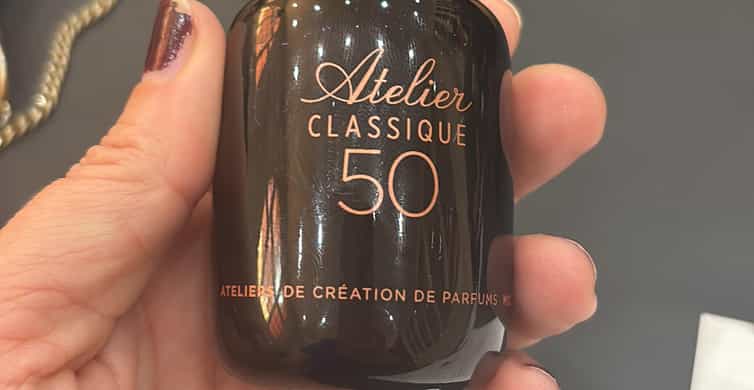 Atelier
CLASSIQUE
50
ATELIERS DE CRÉATION DE PARFUMS